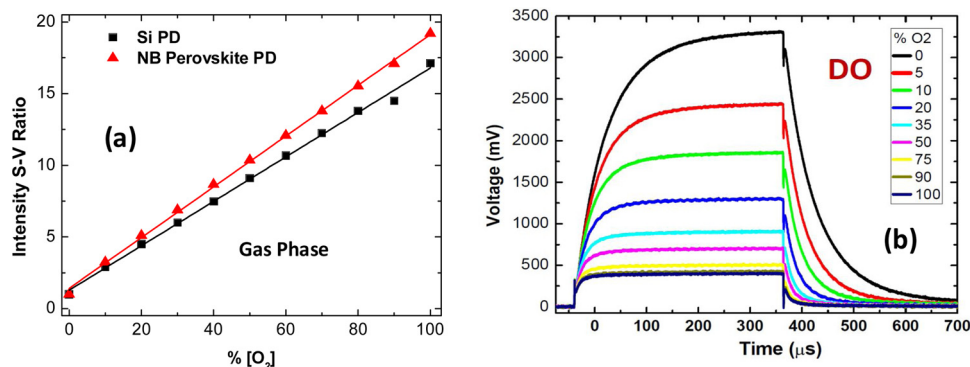 20
15
10
5
0
Intensity S-V Ratio
Si PD
NB Perovskite PD
(a)
Gas Phase
0 20 40 60 80 100
% [O2]
3500
3000
2500
2000
1500
1000
500
0
Voltage (mV)
DO
% O2
0
5
10
20
35
50
75
90
100
(b)
0 100 200 300 400 500 600 700
Time (μs)